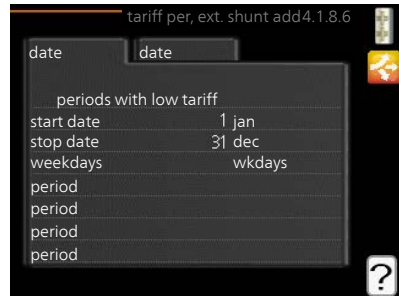 tariff per, ext. shunt add4.1.8.6
date date
periods with low tariff
start date 1 jan
stop date 31 dec
weekdays wkdays
period
period
period
period
?